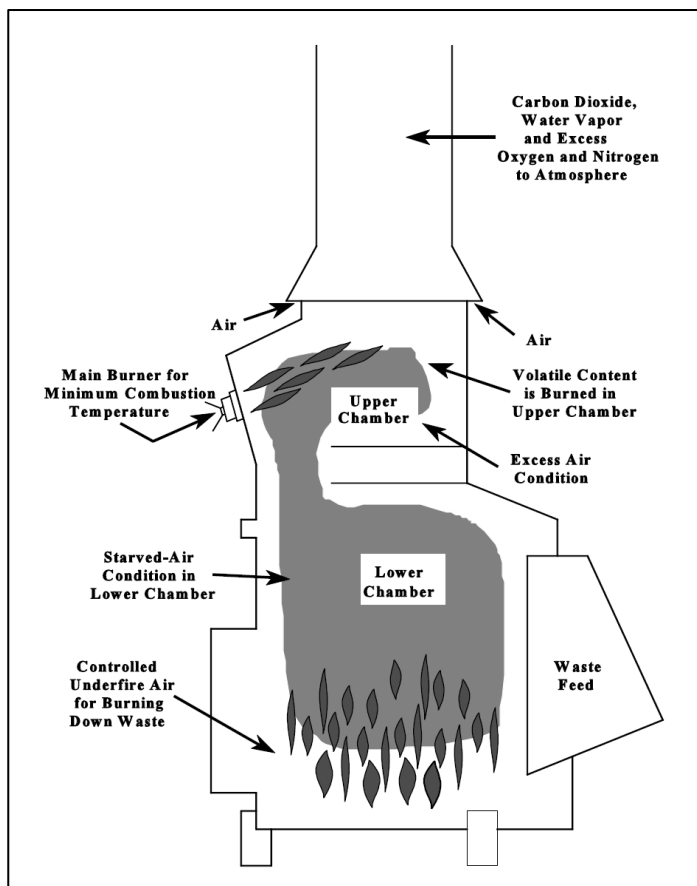 Carbon Dioxide,
Water Vapor
and Excess
Oxygen and Nitrogen
to Atmosphere
Air
Air
Main Burner for
Minimum Combustion
Temperature
Upper
Chamber
Volatile Content
is Burned in
Upper Chamber
Excess Air
Condition
Starved-Air
Condition in
Lower Chamber
Lower
Chamber
Controlled
Underfire Air
for Burning
Down Waste
Waste
Feed